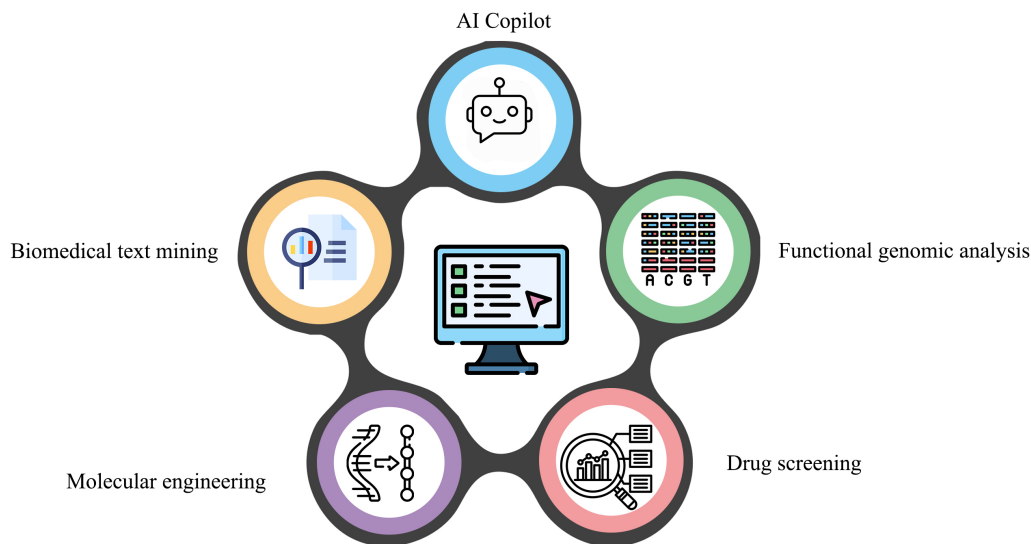 AI Copilot
Biomedical text mining
Functional genomic analysis
A C G T
Molecular engineering
Drug screening